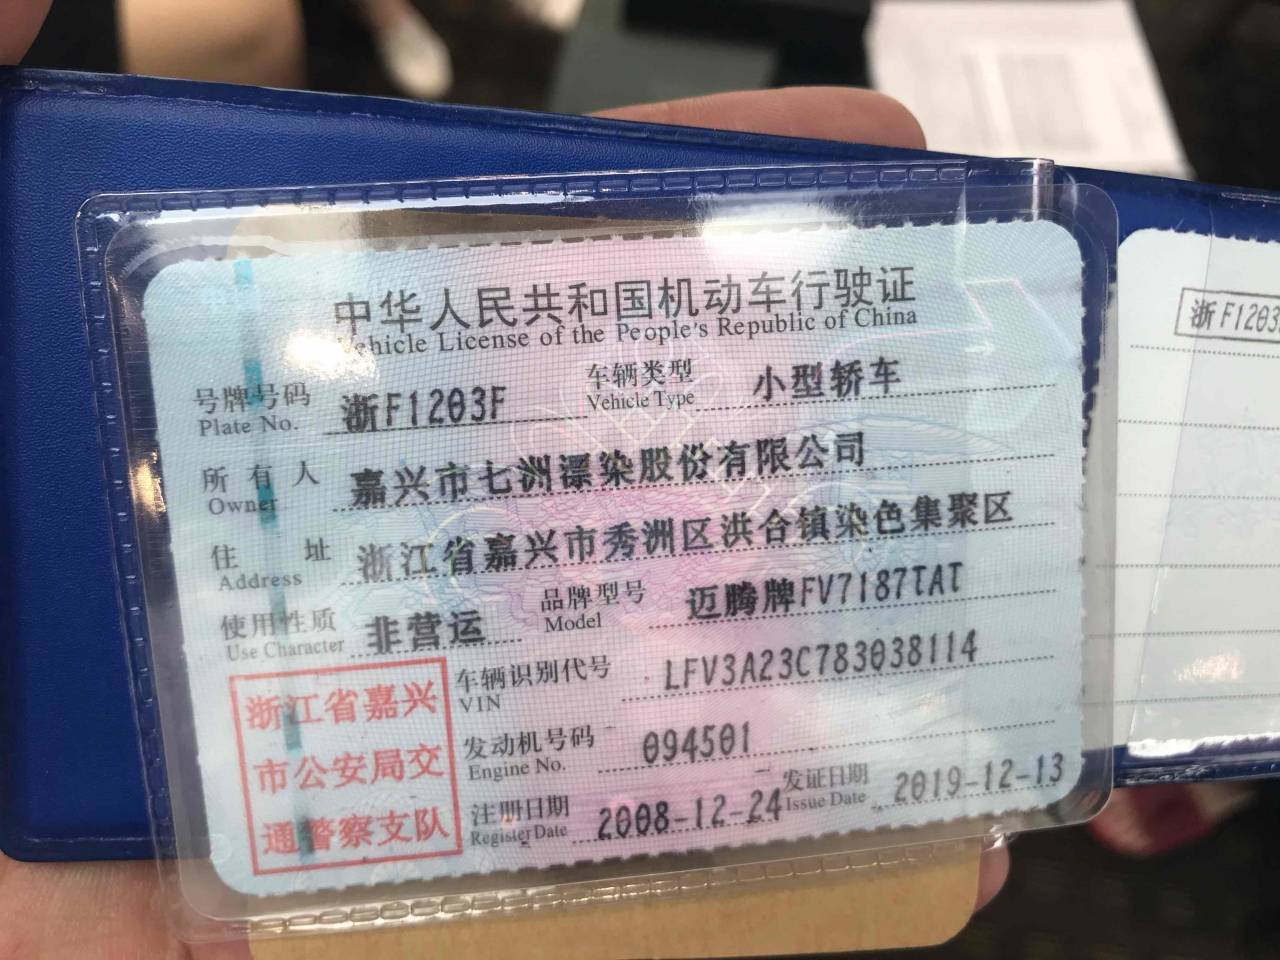 中华人民共和国机动车行驶证
Vehicle License of the People's Republic of China
号牌号码 浙F1203F 车辆类型 小型轿车
Plate No. Vehicle Type
所有人 嘉兴市七洲漂染股份有限公司
Owner
住址 浙江省嘉兴市秀洲区洪合镇染色集聚区
Address
使用性质 非营运 品牌型号 迈腾牌FV7187TAT
Use Character Model
车辆识别代号 LFV3A23C783038114
VIN
发动机号码 094501
Engine No.
注册日期 2008-12-24 发证日期 2019-12-13
Register Date Issue Date
浙江省嘉兴
市公安局交
通警察支队
浙F1203